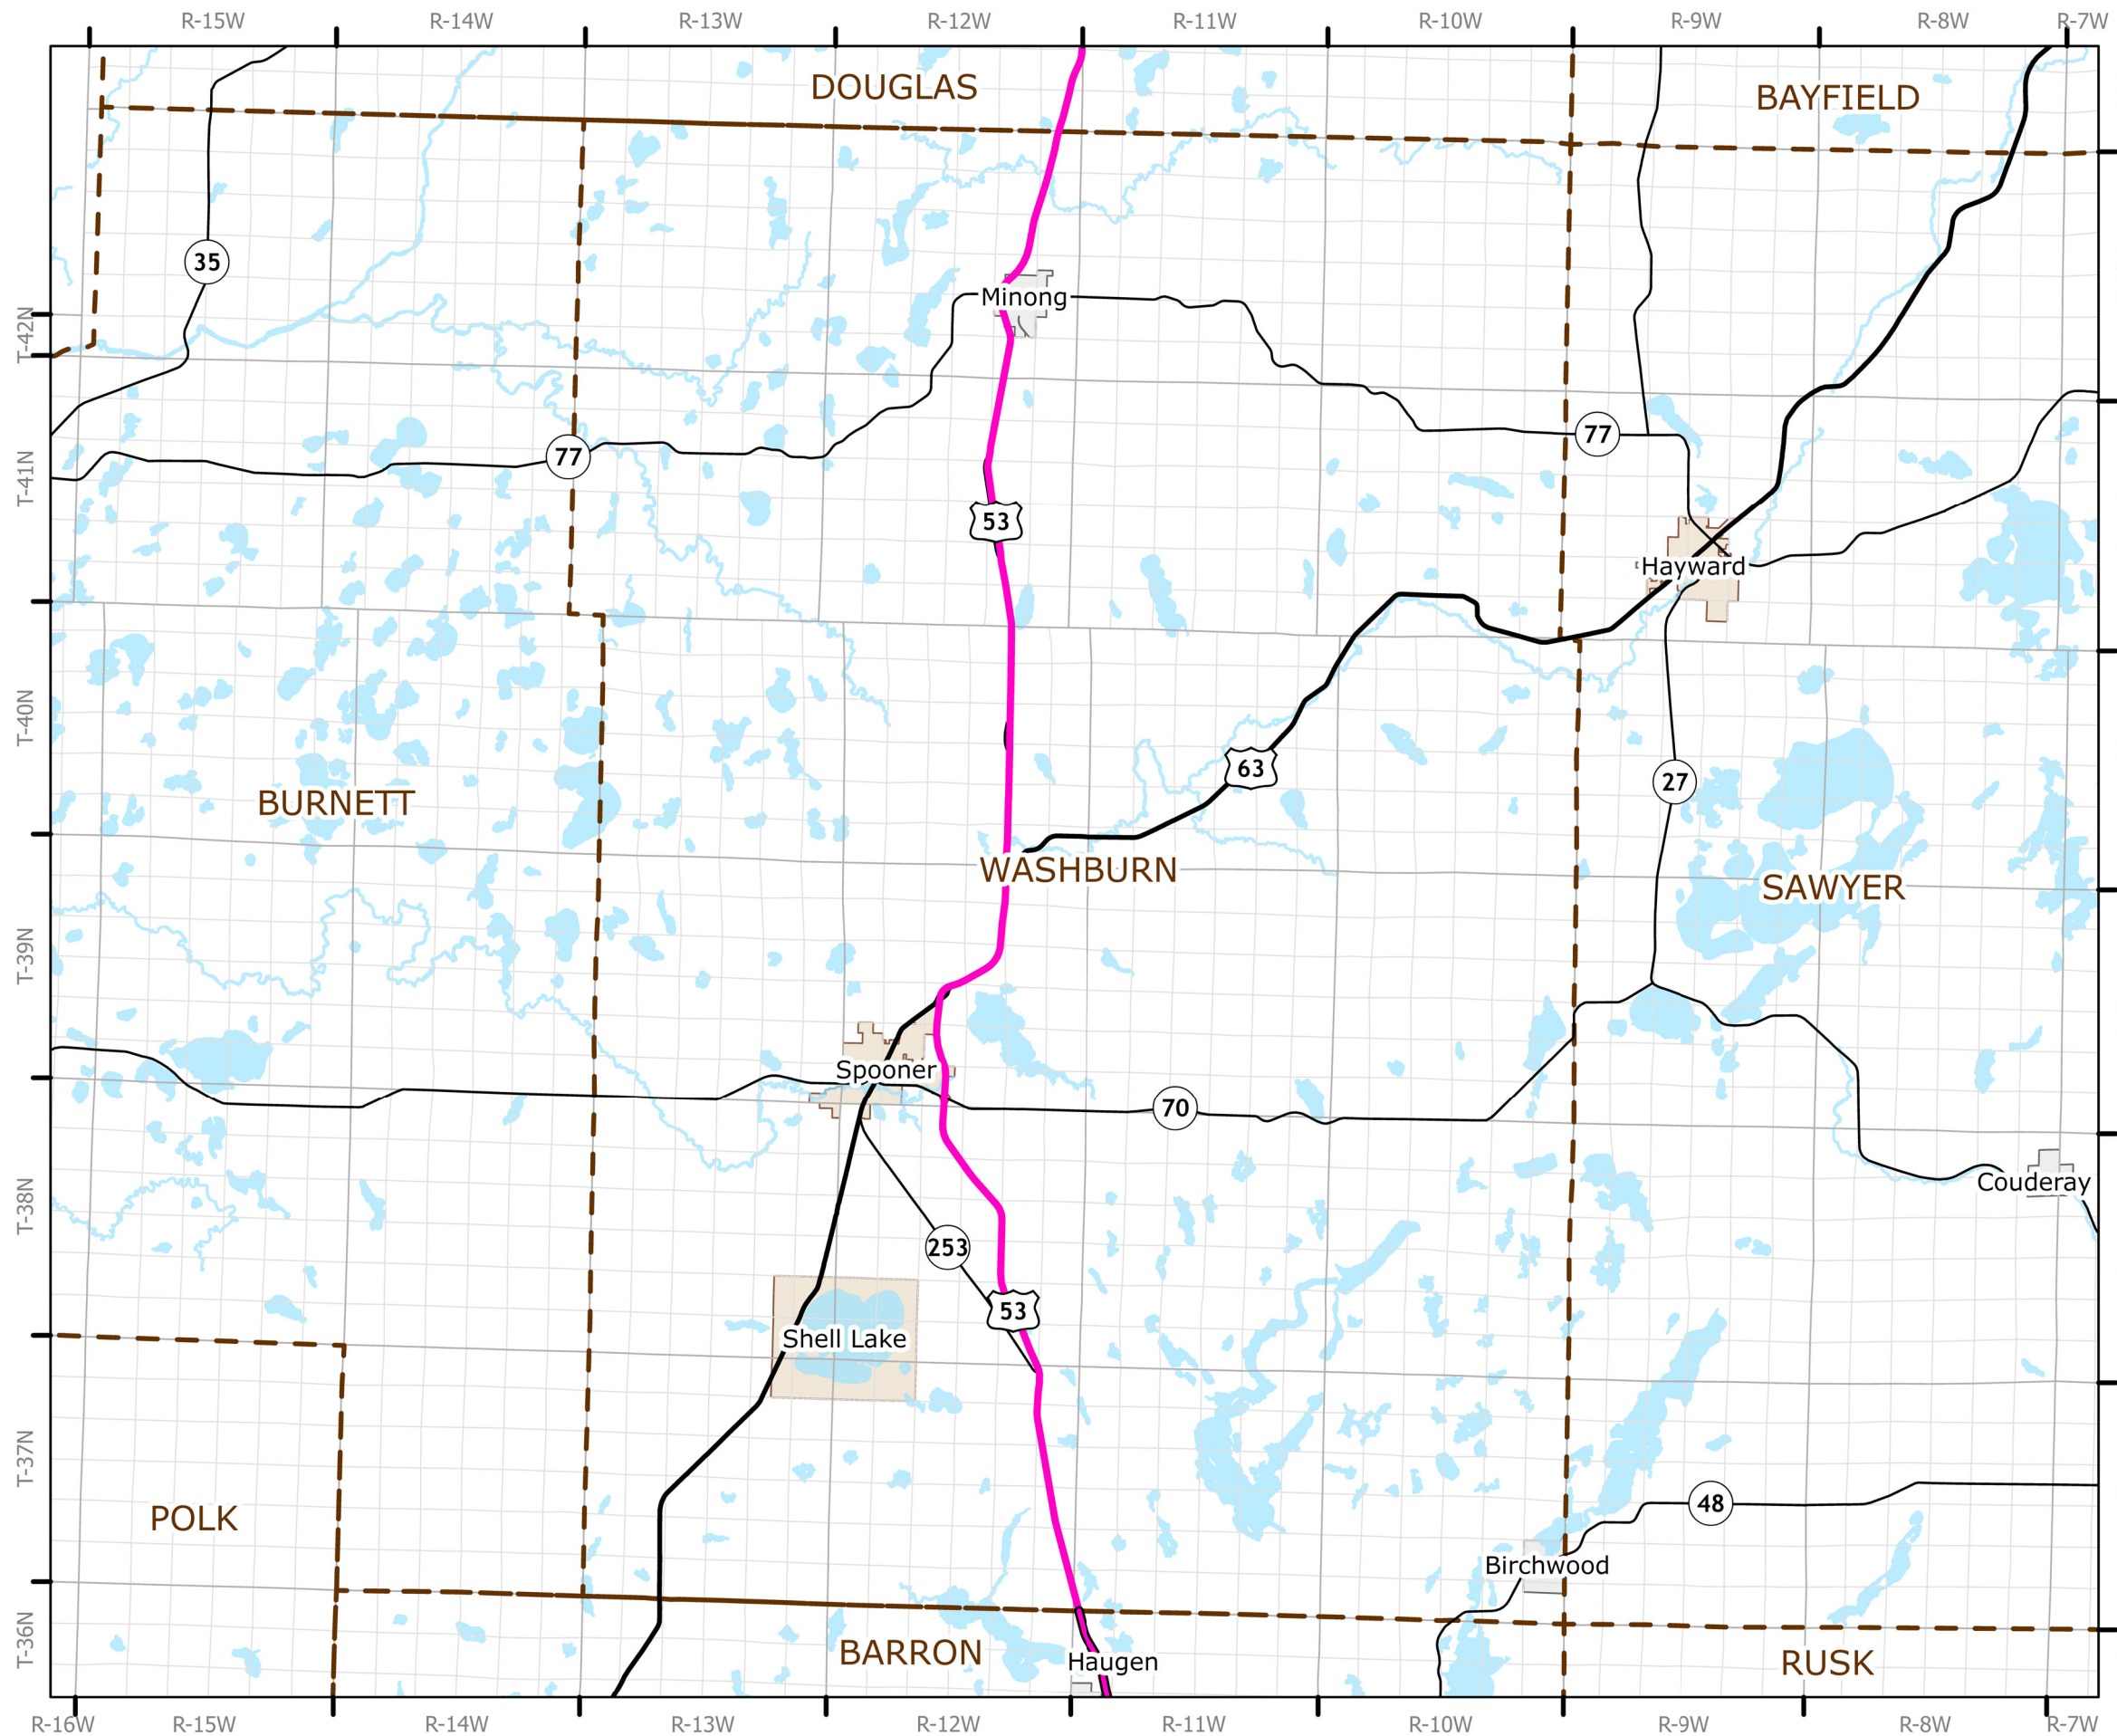 R-15W R-14W R-13W R-12W R-11W R-10W R-9W R-8W R-7W
DOUGLAS
BAYFIELD
35
Minong
T-42N
77
77
T-41N
53
Hayward
T-40N
63
27
BURNETT
WASHBURN
SAWYER
T-39N
Spooner
70
Couderay
T-38N
253
53
Shell Lake
T-37N
48
POLK
Birchwood
T-36N
BARRON
Haugen
RUSK
R-16W R-15W R-14W R-13W R-12W R-11W R-10W R-9W R-8W R-7W